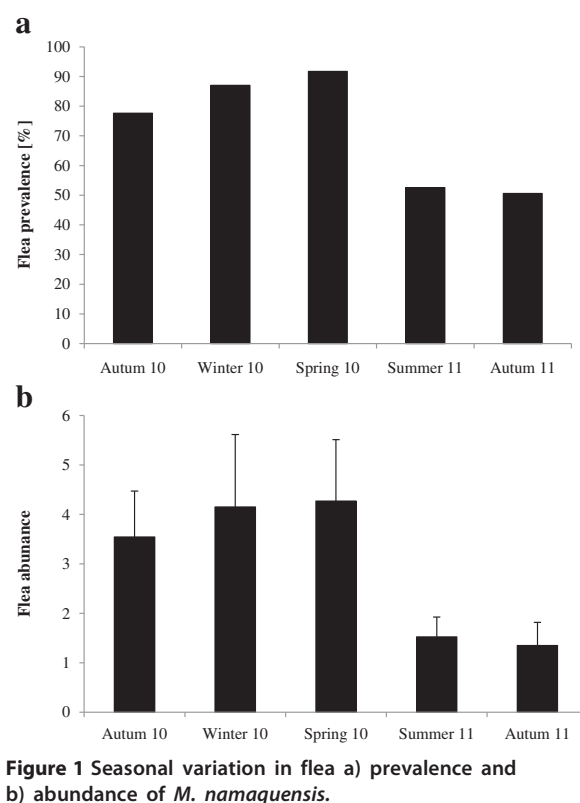 a
100
90
80
70
60
50
40
30
20
10
0
Flea prevalence [%]
Autum 10 Winter 10 Spring 10 Summer 11 Autum 11
b
6
5
4
3
2
1
0
Flea abunance
Autum 10 Winter 10 Spring 10 Summer 11 Autum 11
Figure 1 Seasonal variation in flea a) prevalence and
b) abundance of M. namaquensis.